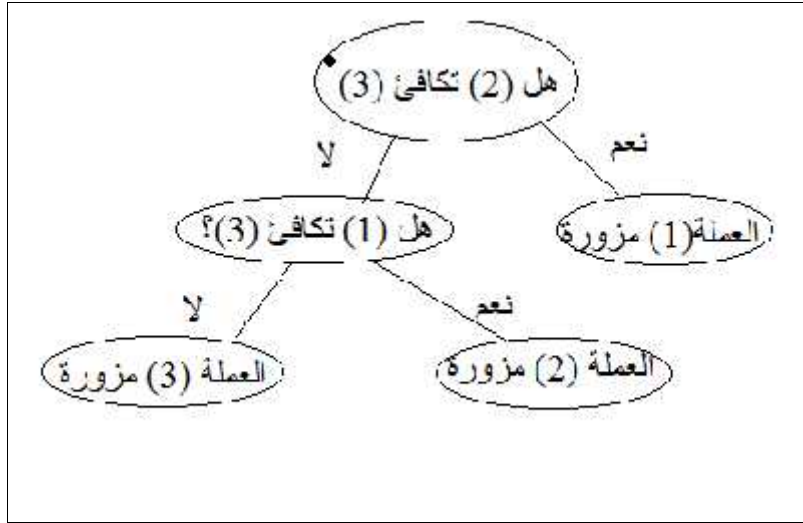 هل (2) تكافئ (3)
نعم
لا
العملة(1) مزورة
هل (1) تكافئ (3)؟
نعم
لا
العملة (2) مزورة
العملة (3) مزورة